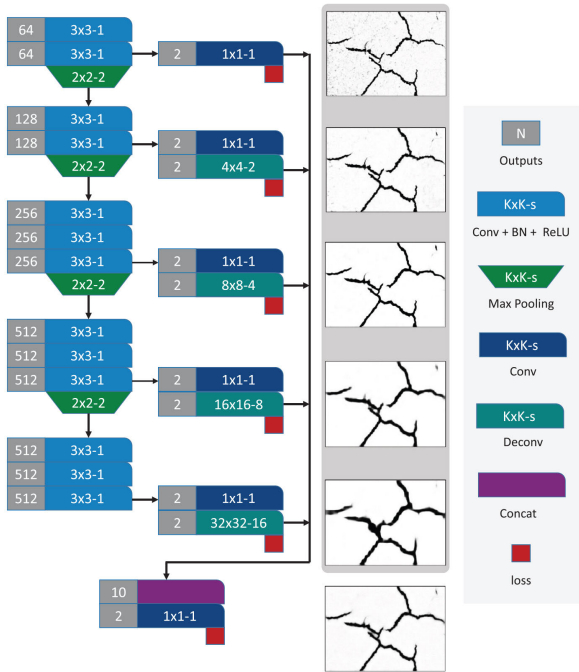 64 3x3-1
64 3x3-1 2 1x1-1
2x2-2
128 3x3-1
128 3x3-1 2 1x1-1
2x2-2 2 4x4-2
256 3x3-1
256 3x3-1
256 3x3-1 2 1x1-1
2x2-2 2 8x8-4
512 3x3-1
512 3x3-1
512 3x3-1 2 1x1-1
2x2-2 2 16x16-8
512 3x3-1
512 3x3-1
512 3x3-1 2 1x1-1
2 32x32-16
10
2 1x1-1
N
Outputs
KxK-s
Conv + BN + ReLU
KxK-s
Max Pooling
KxK-s
Conv
KxK-s
Deconv
Concat
loss